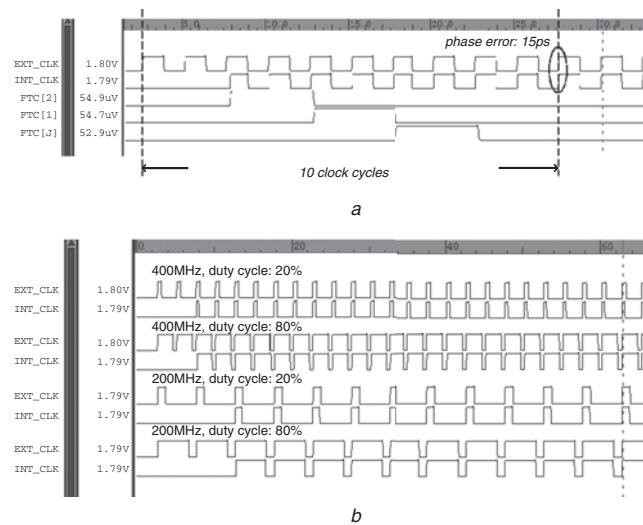 phase error: 15ps
EXT_CLK 1.80V
INT_CLK 1.79V
FTC[2] 54.9uV
FTC[1] 54.7uV
FTC[J] 52.9uV
10 clock cycles
a
0 20 40 60
400MHz, duty cycle: 20%
EXT_CLK 1.80V
INT_CLK 1.79V
400MHz, duty cycle: 80%
EXT_CLK 1.80V
INT_CLK 1.79V
200MHz, duty cycle: 20%
EXT_CLK 1.79V
INT_CLK 1.79V
200MHz, duty cycle: 80%
EXT_CLK 1.79V
INT_CLK 1.79V
b